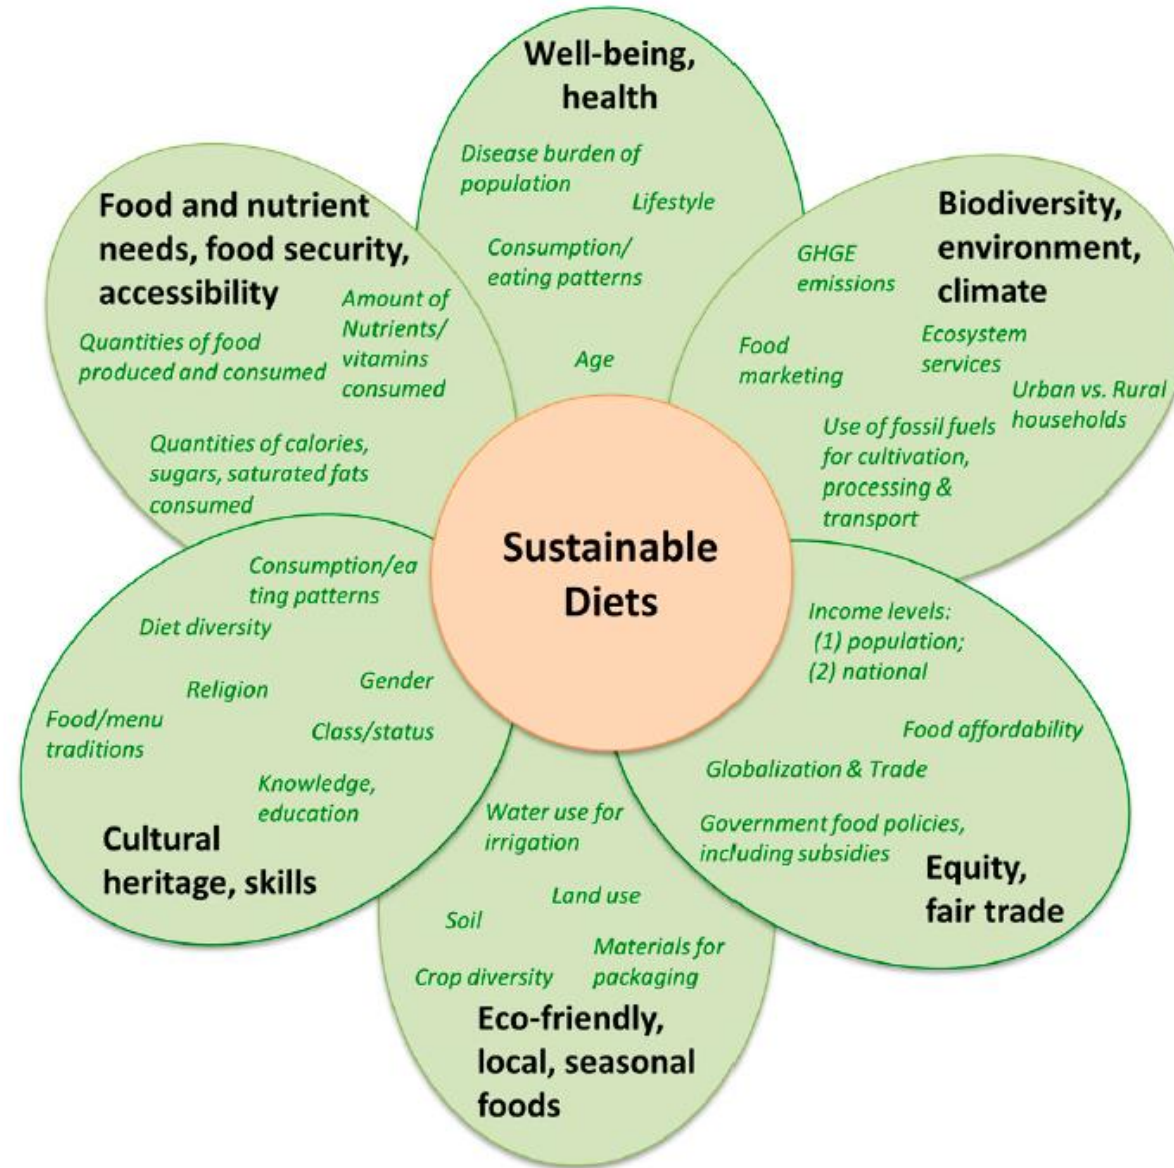 Well-being,
health
Disease burden of
population
Lifestyle
Consumption/
eating patterns
Age
Biodiversity,
environment,
climate
GHGE
emissions
Ecosystem
services
Food
marketing
Urban vs. Rural
households
Use of fossil fuels
for cultivation,
processing &
transport
Food and nutrient
needs, food security,
accessibility
Amount of
Nutrients/
vitamins
consumed
Quantities of food
produced and consumed
Quantities of calories,
sugars, saturated fats
consumed
Sustainable
Diets
Consumption/ea
ting patterns
Diet diversity
Religion
Gender
Food/menu
traditions
Class/status
Knowledge,
education
Cultural
heritage, skills
Income levels:
(1) population;
(2) national
Food affordability
Globalization & Trade
Government food policies,
including subsidies
Equity,
fair trade
Water use for
irrigation
Land use
Soil
Materials for
packaging
Crop diversity
Eco-friendly,
local, seasonal
foods